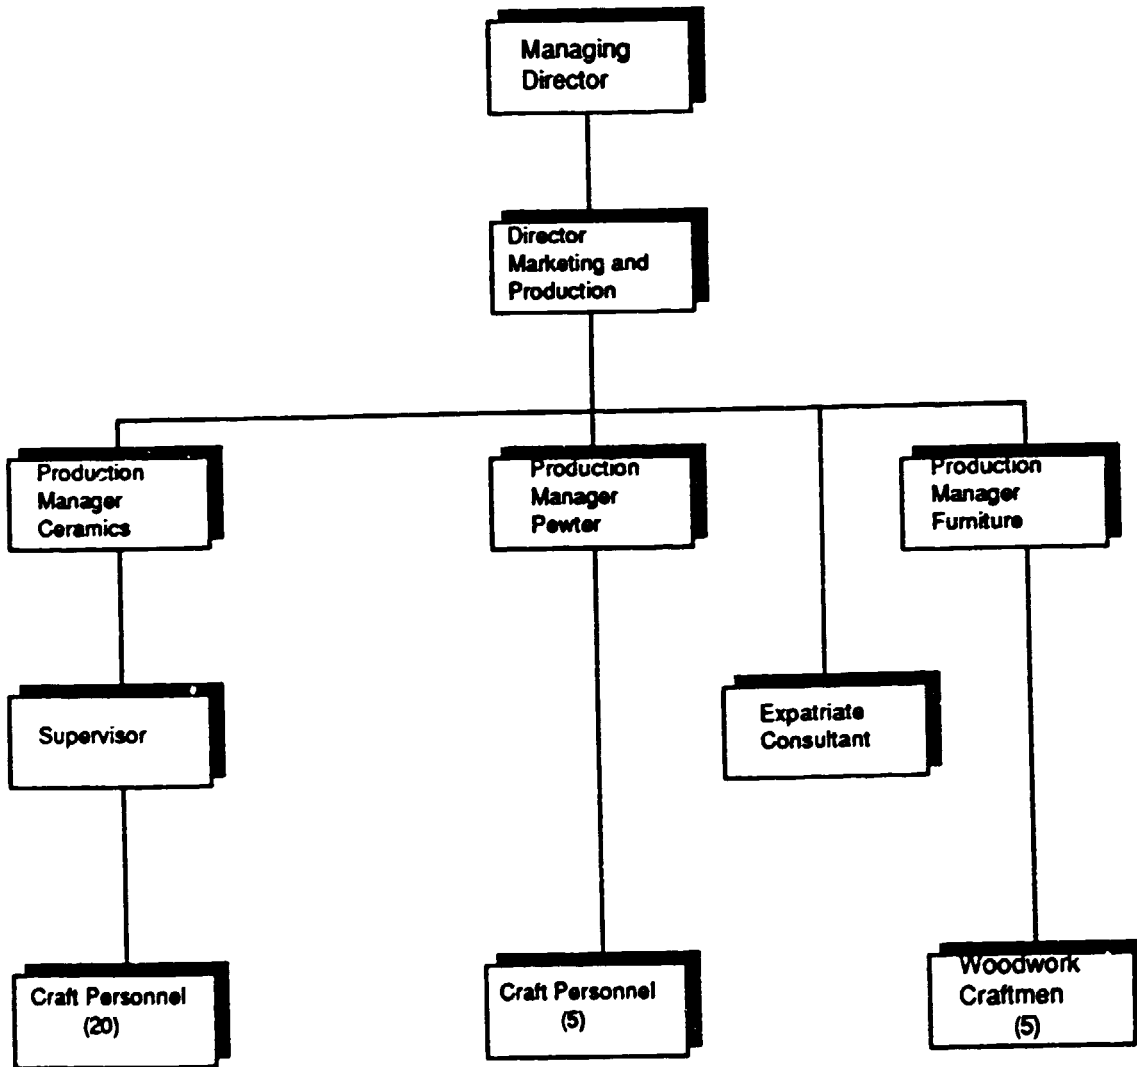 Managing
Director
Director
Marketing and
Production
Production
Manager
Ceramics
Production
Manager
Pewter
Production
Manager
Furniture
Supervisor
Expatriate
Consultant
Craft Personnel
(20)
Craft Personnel
(5)
Woodwork
Craftmen
(5)